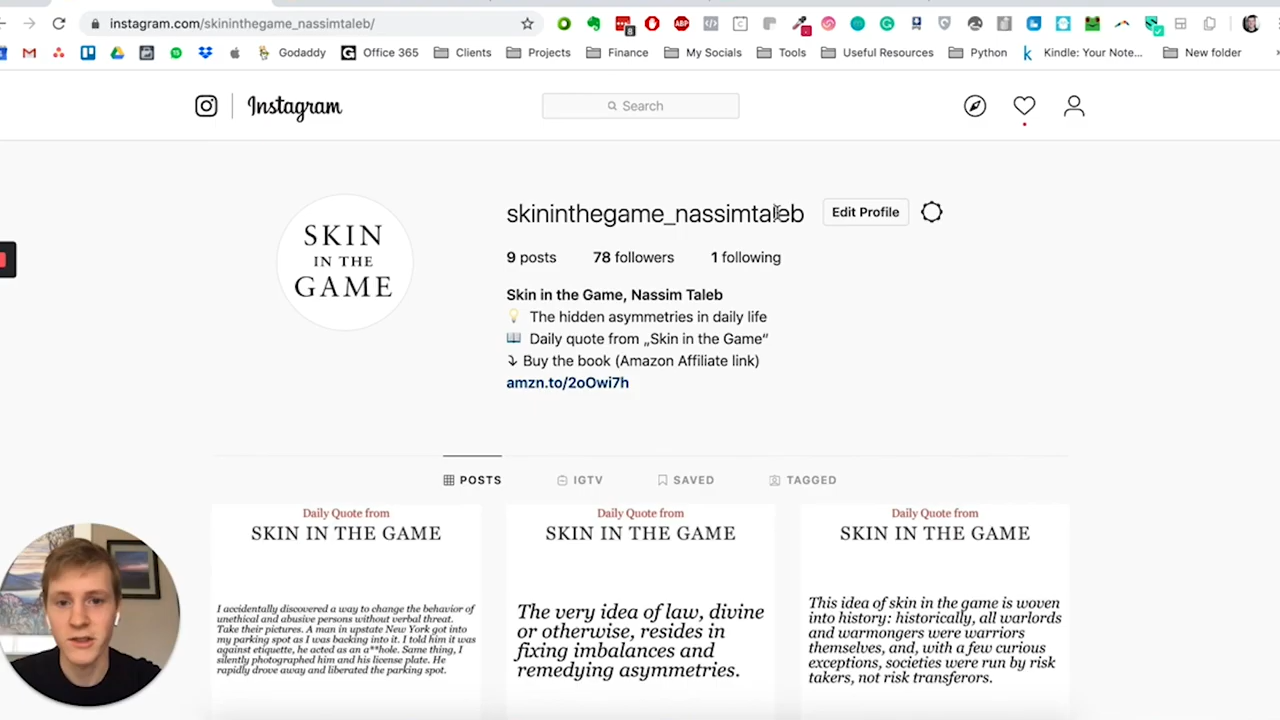 instagram.com/skininthegame_nassimtaleb/
Godaddy
Office 365
Clients
Projects
Finance
My Socials
Tools
Useful Resources
Python
Kindle: Your Note...
New folder
Instagram
Search
skininthegame_nassimtaleb
Edit Profile
9 posts
78 followers
1 following
Skin in the Game, Nassim Taleb
The hidden asymmetries in daily life
Daily quote from „Skin in the Game“
Buy the book (Amazon Affiliate link)
amzn.to/2oOwi7h
SKIN
IN THE
GAME
POSTS
IGTV
SAVED
TAGGED
Daily Quote from
SKIN IN THE GAME
I accidentally discovered a way to change the behavior of
unethical and abusive persons without verbal threat.
Take their pictures. A man in upstate New York got into
my parking spot as I was backing into it. I told him it was
against etiquette, he acted as an a**hole. Same thing, I
silently photographed him and his license plate. He
rapidly drove away and liberated the parking spot.
Daily Quote from
SKIN IN THE GAME
The very idea of law, divine
or otherwise, resides in
fixing imbalances and
remedying asymmetries.
Daily Quote from
SKIN IN THE GAME
This idea of skin in the game is woven
into history: historically, all warlords
and warmongers were warriors
themselves, and, with a few curious
exceptions, societies were run by risk
takers, not risk transferors.